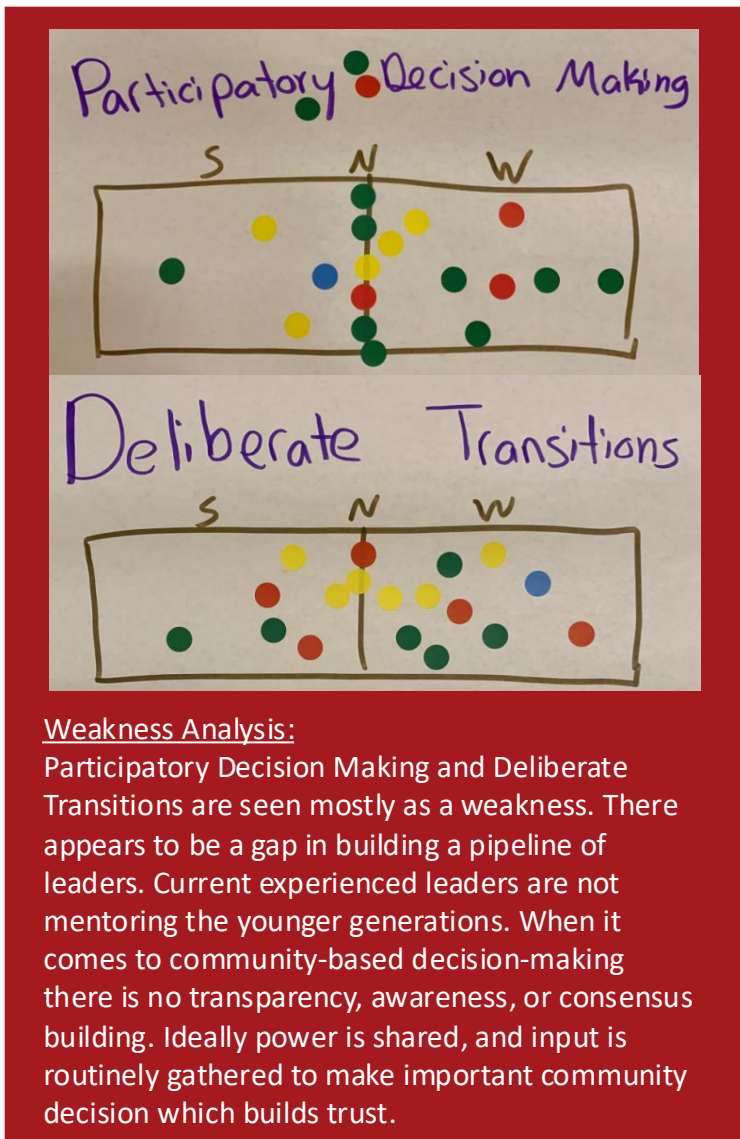 Participatory Decision Making
S N W
Deliberate Transitions
S N W
Weakness Analysis:
Participatory Decision Making and Deliberate
Transitions are seen mostly as a weakness. There
appears to be a gap in building a pipeline of
leaders. Current experienced leaders are not
mentoring the younger generations. When it
comes to community-based decision-making
there is no transparency, awareness, or consensus
building. Ideally power is shared, and input is
routinely gathered to make important community
decision which builds trust.